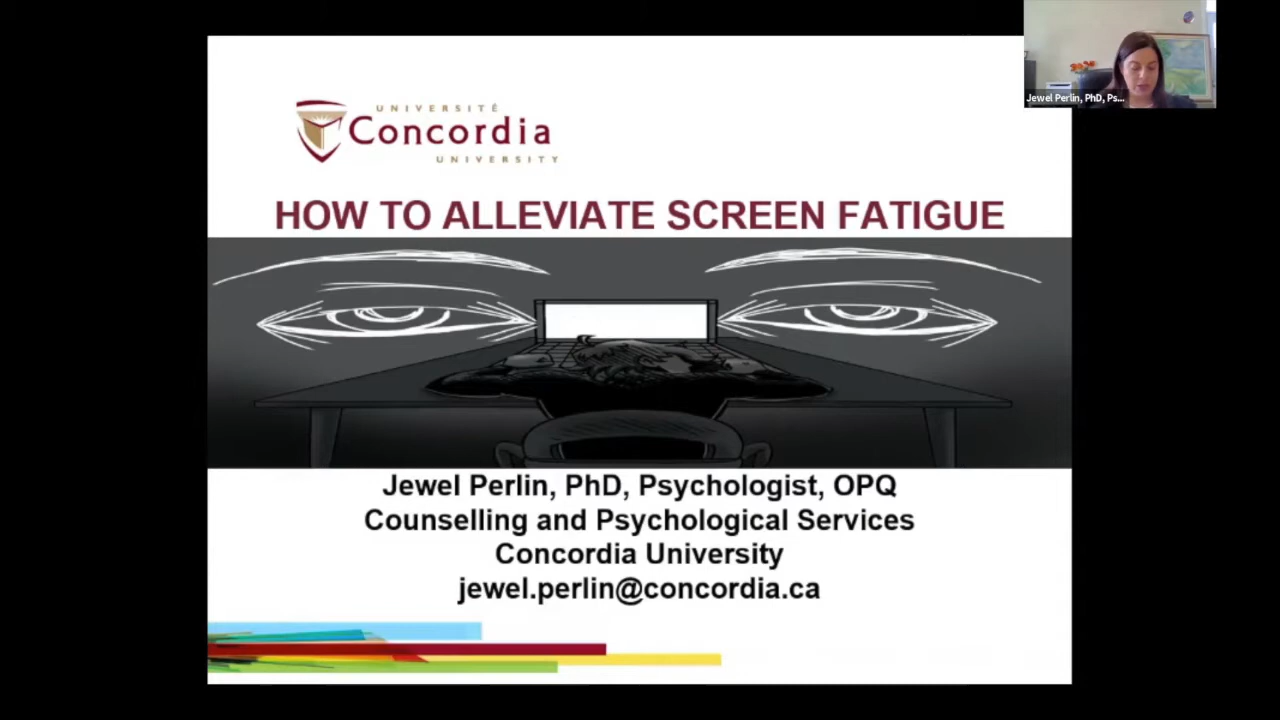 UNIVERSITÉ
Concordia
UNIVERSITY
HOW TO ALLEVIATE SCREEN FATIGUE
Jewel Perlin, PhD, Psychologist, OPQ
Counselling and Psychological Services
Concordia University
jewel.perlin@concordia.ca
Jewel Perlin, PhD, Ps...